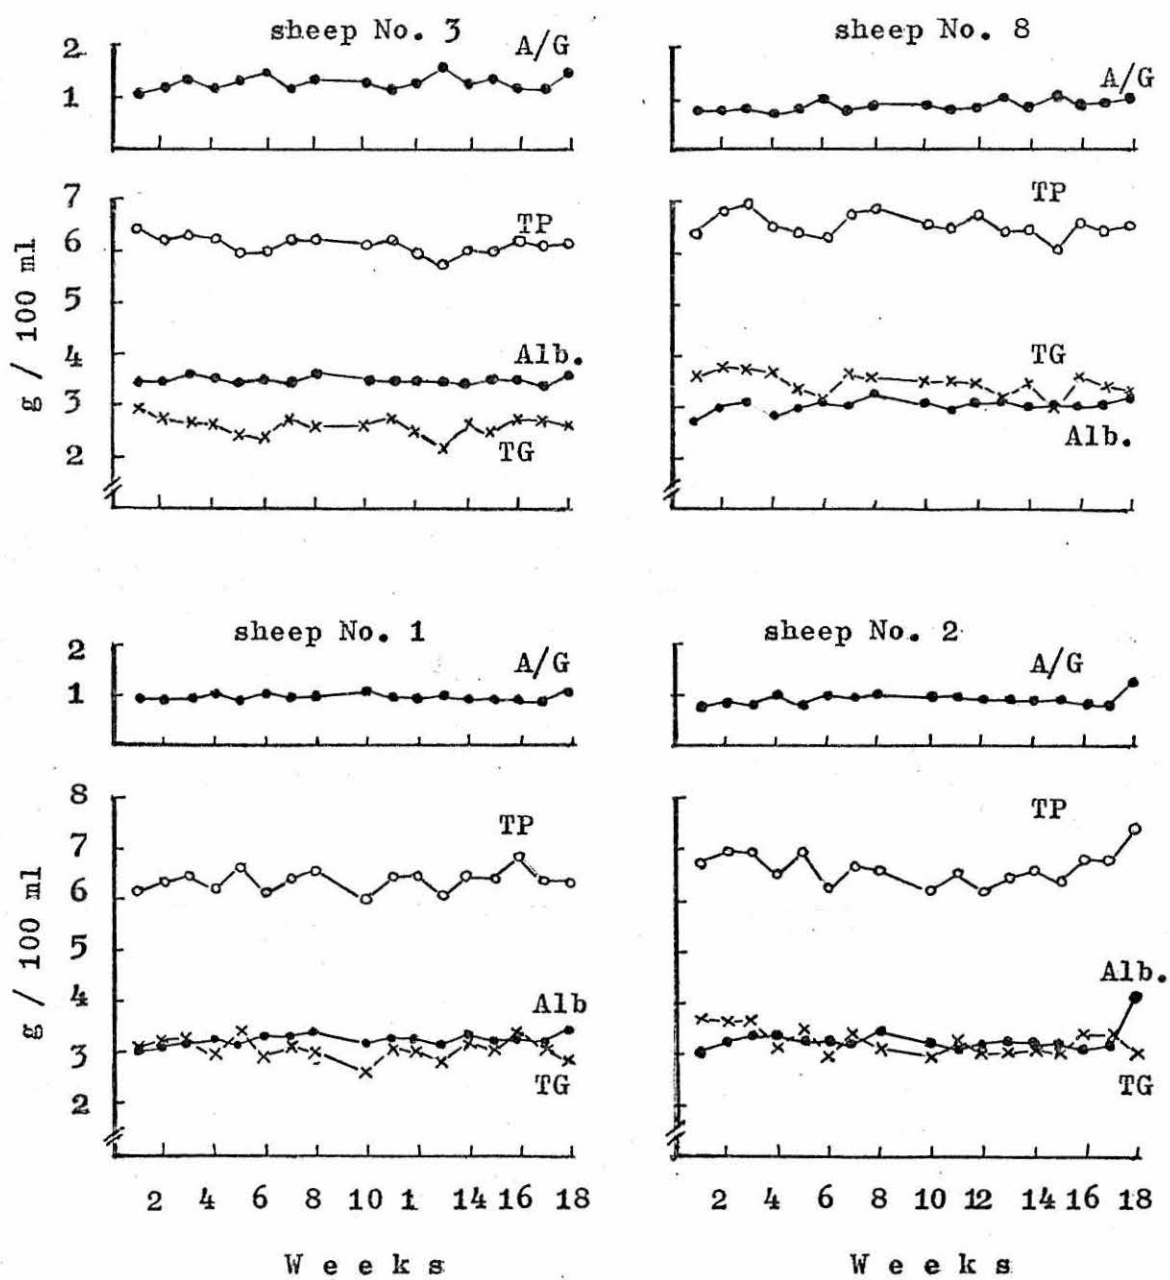 sheep No. 3
A/G
2
1
7
6
5
4
3
2
g / 100 ml
TP
Alb.
TG
sheep No. 8
A/G
TP
TG
Alb.
sheep No. 1
A/G
2
1
8
7
6
5
4
3
2
g / 100 ml
TP
Alb
TG
2 4 6 8 10 1 14 16 18
Weeks
sheep No. 2
A/G
TP
Alb.
TG
2 4 6 8 10 12 14 16 18
Weeks